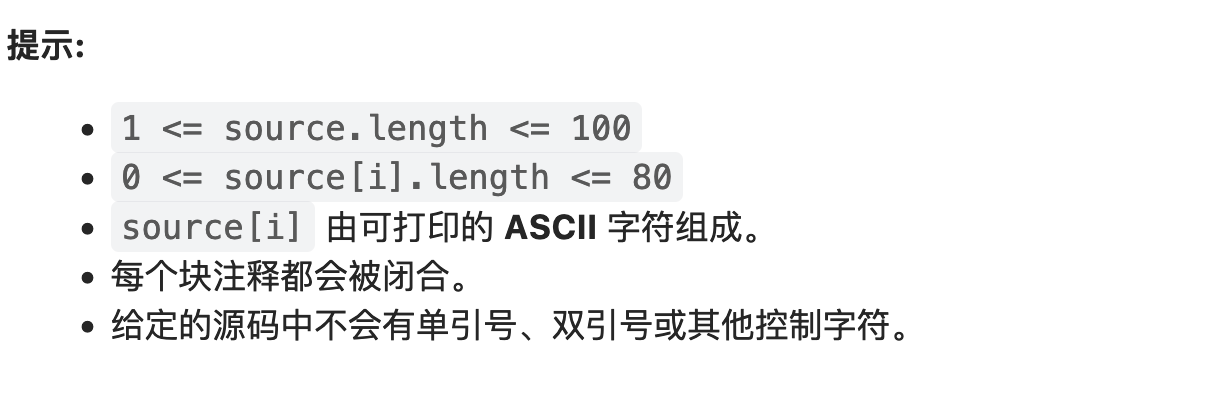 提示:
• 1 <= source.length <= 100
• 0 <= source[i].length <= 80
• source[i] 由可打印的 ASCII 字符组成。
• 每个块注释都会被闭合。
• 给定的源码中不会有单引号、双引号或其他控制字符。